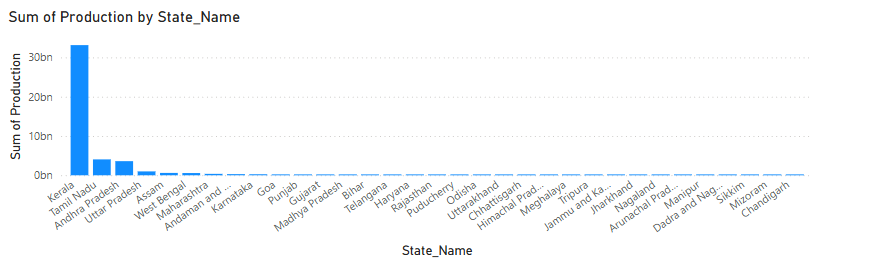 Sum of Production by State_Name
Sum of Production
30bn
20bn
10bn
0bn
Kerala
Tamil Nadu
Andhra Pradesh
Uttar Pradesh
Assam
West Bengal
Maharashtra
Andaman and ...
Karnataka
Goa
Punjab
Gujarat
Madhya Pradesh
Bihar
Telangana
Haryana
Rajasthan
Puducherry
Odisha
Uttarakhand
Chhattisgarh
Himachal Prad...
Meghalaya
Tripura
Jammu and Ka...
Jharkhand
Nagaland
Arunachal Prad...
Manipur
Dadra and Nag...
Sikkim
Mizoram
Chandigarh
State_Name